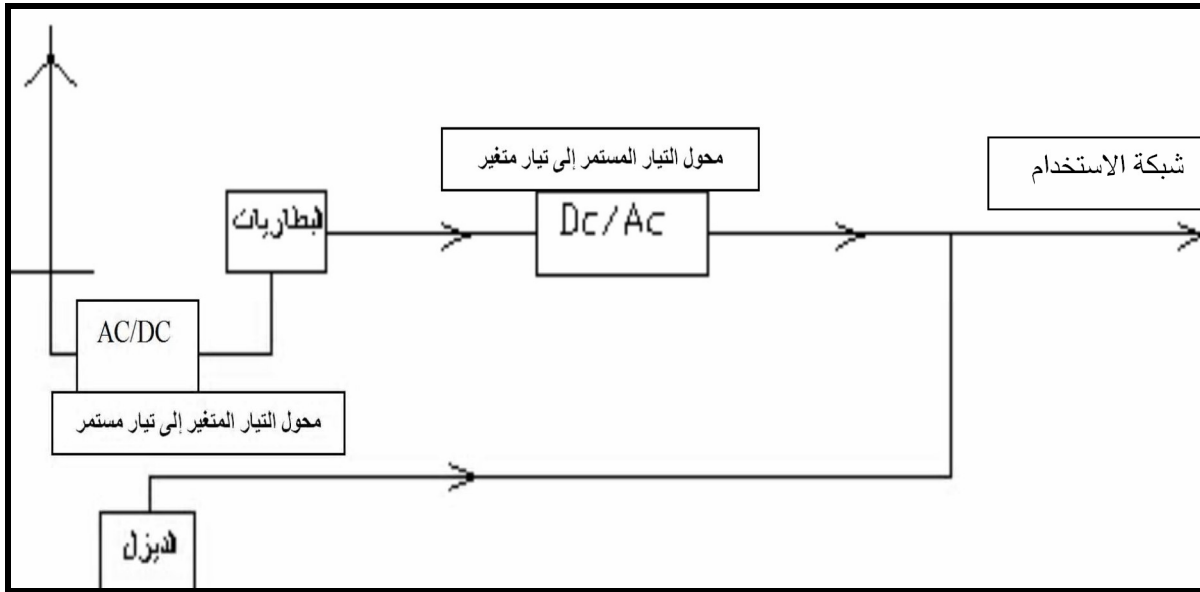 محول التيار المستمر إلى تيار متغير
شبكة الاستخدام
البطاريات
Dc/Ac
AC/DC
محول التيار المتغير إلى تيار مستمر
الديزل